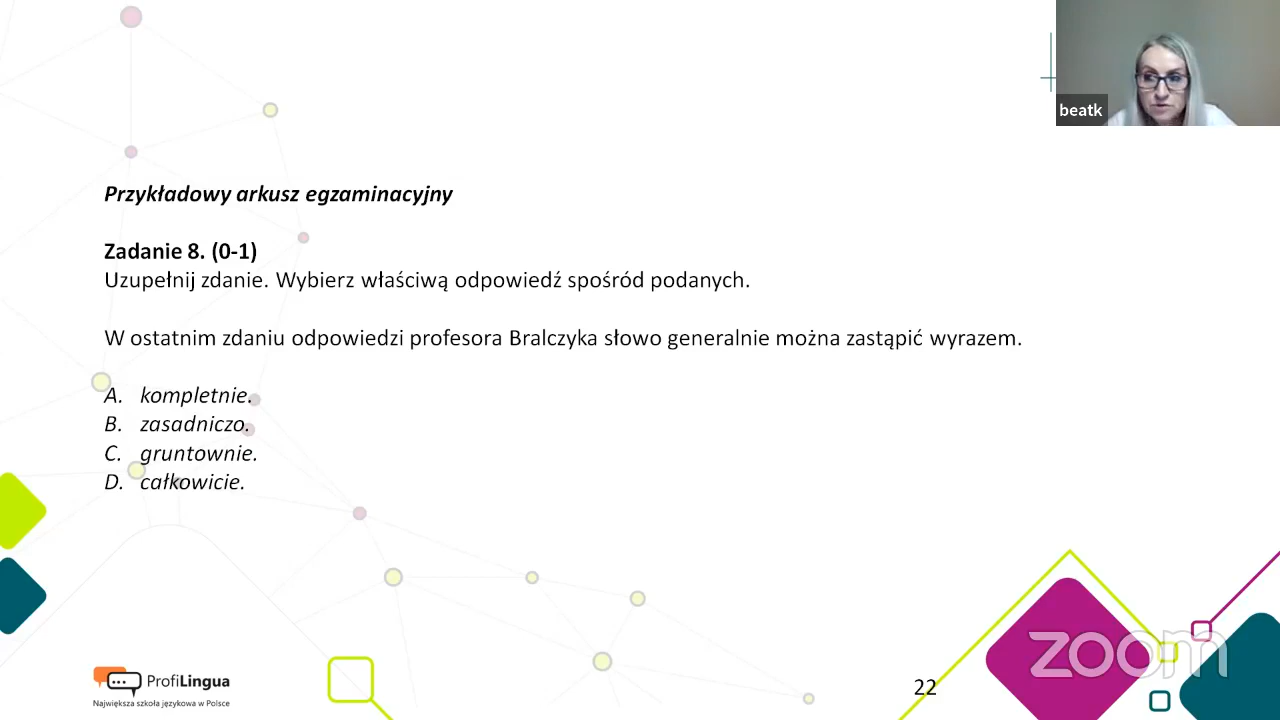 beatk
Przykładowy arkusz egzaminacyjny
Zadanie 8. (0-1)
Uzupełnij zdanie. Wybierz właściwą odpowiedź spośród podanych.
W ostatnim zdaniu odpowiedzi profesora Bralczyka słowo generalnie można zastąpić wyrazem.
A. kompletnie.
B. zasadniczo.
C. gruntownie.
D. całkowicie.
ProfiLingua
Największa szkoła językowa w Polsce
22
zoom